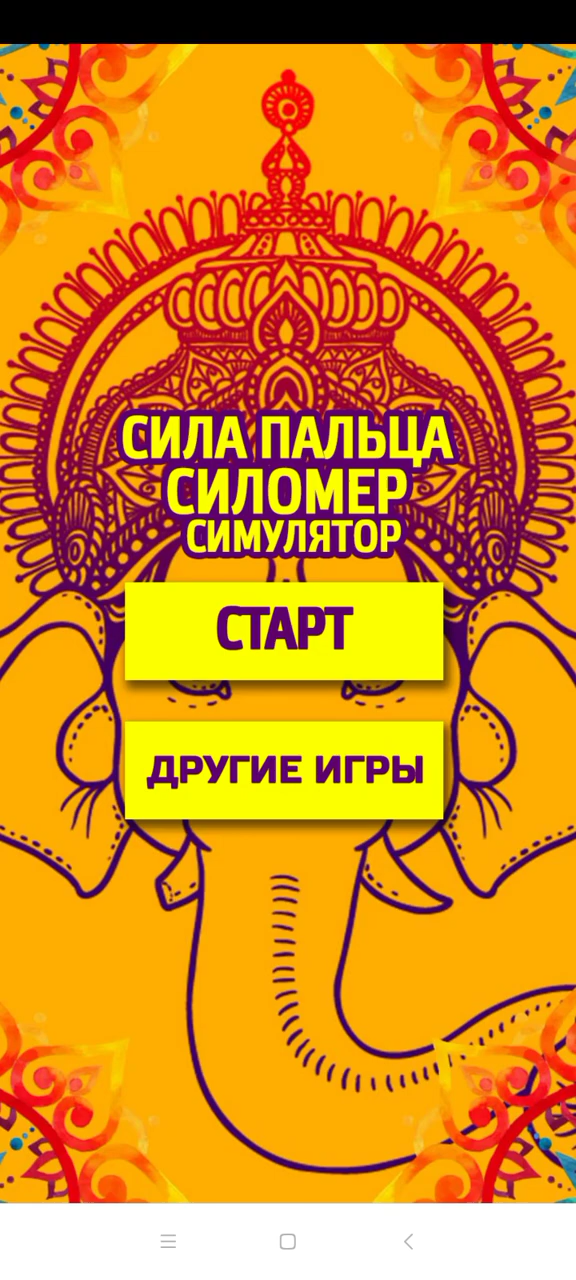 СИЛА ПАЛЬЦА
СИЛОМЕР
СИМУЛЯТОР
СТАРТ
ДРУГИЕ ИГРЫ